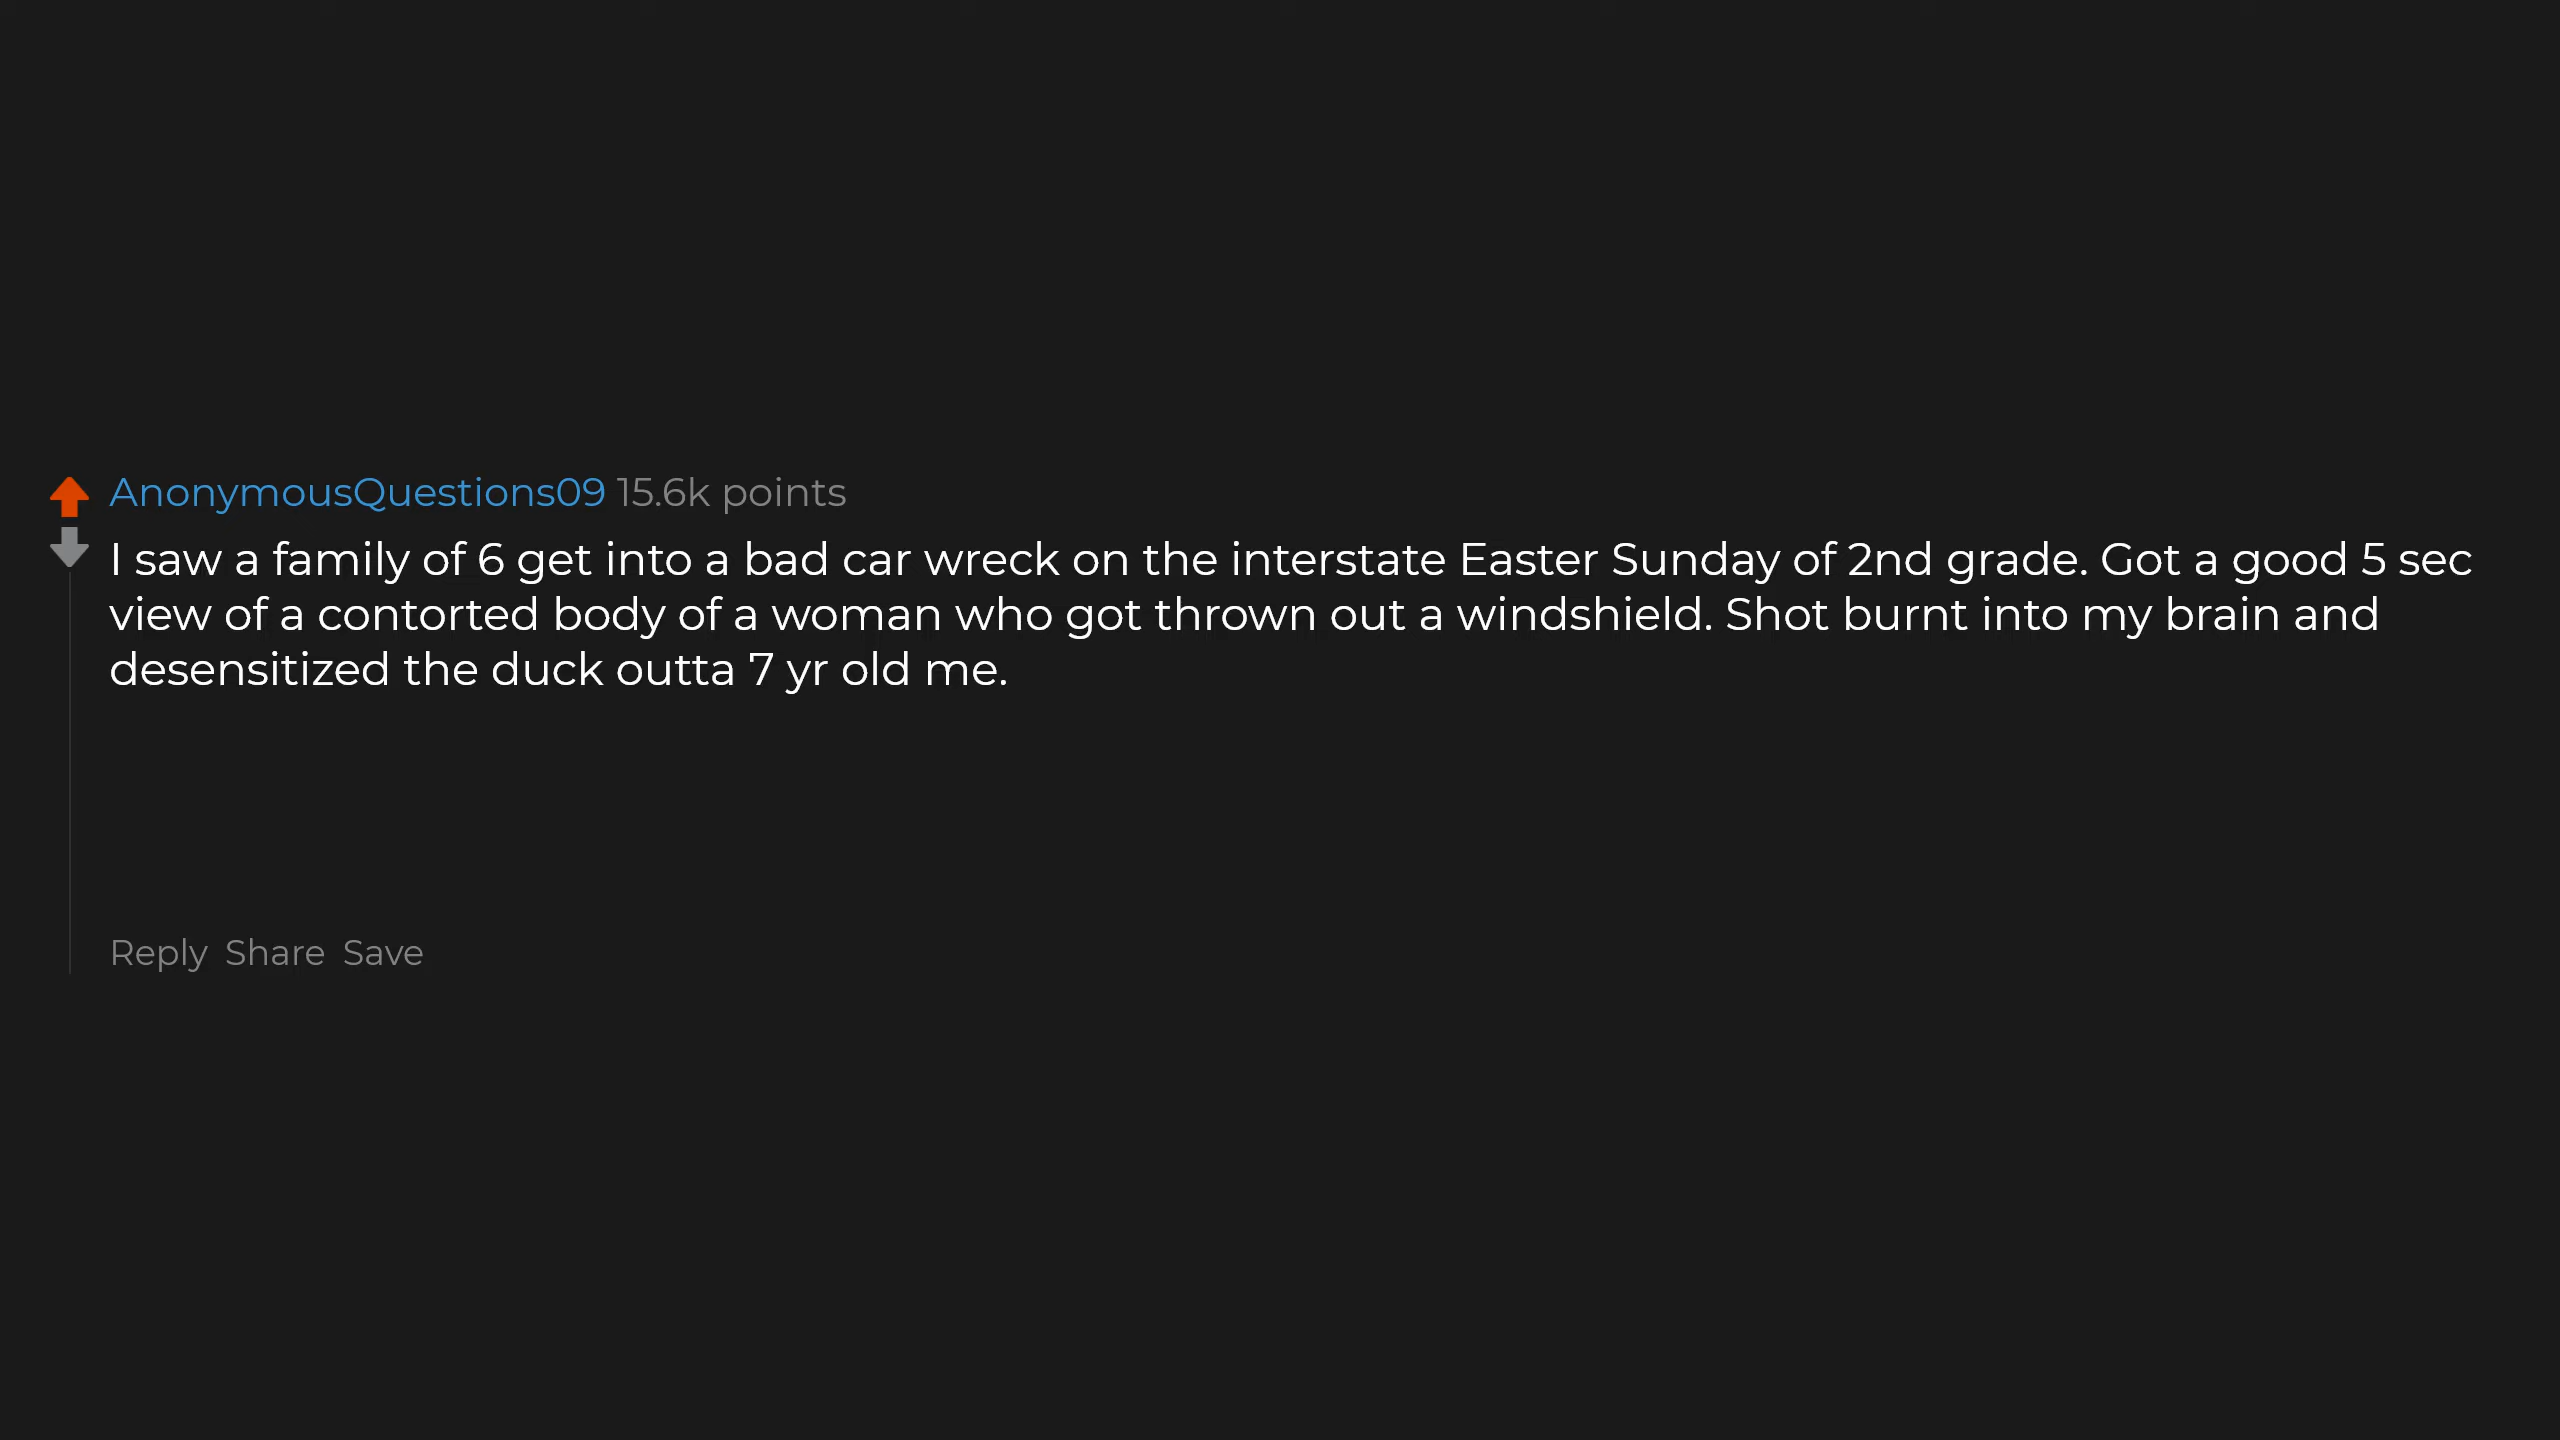 AnonymousQuestions09 15.6k points
I saw a family of 6 get into a bad car wreck on the interstate Easter Sunday of 2nd grade. Got a good 5 sec
view of a contorted body of a woman who got thrown out a windshield. Shot burnt into my brain and
desensitized the duck outta 7 yr old me.
Reply Share Save